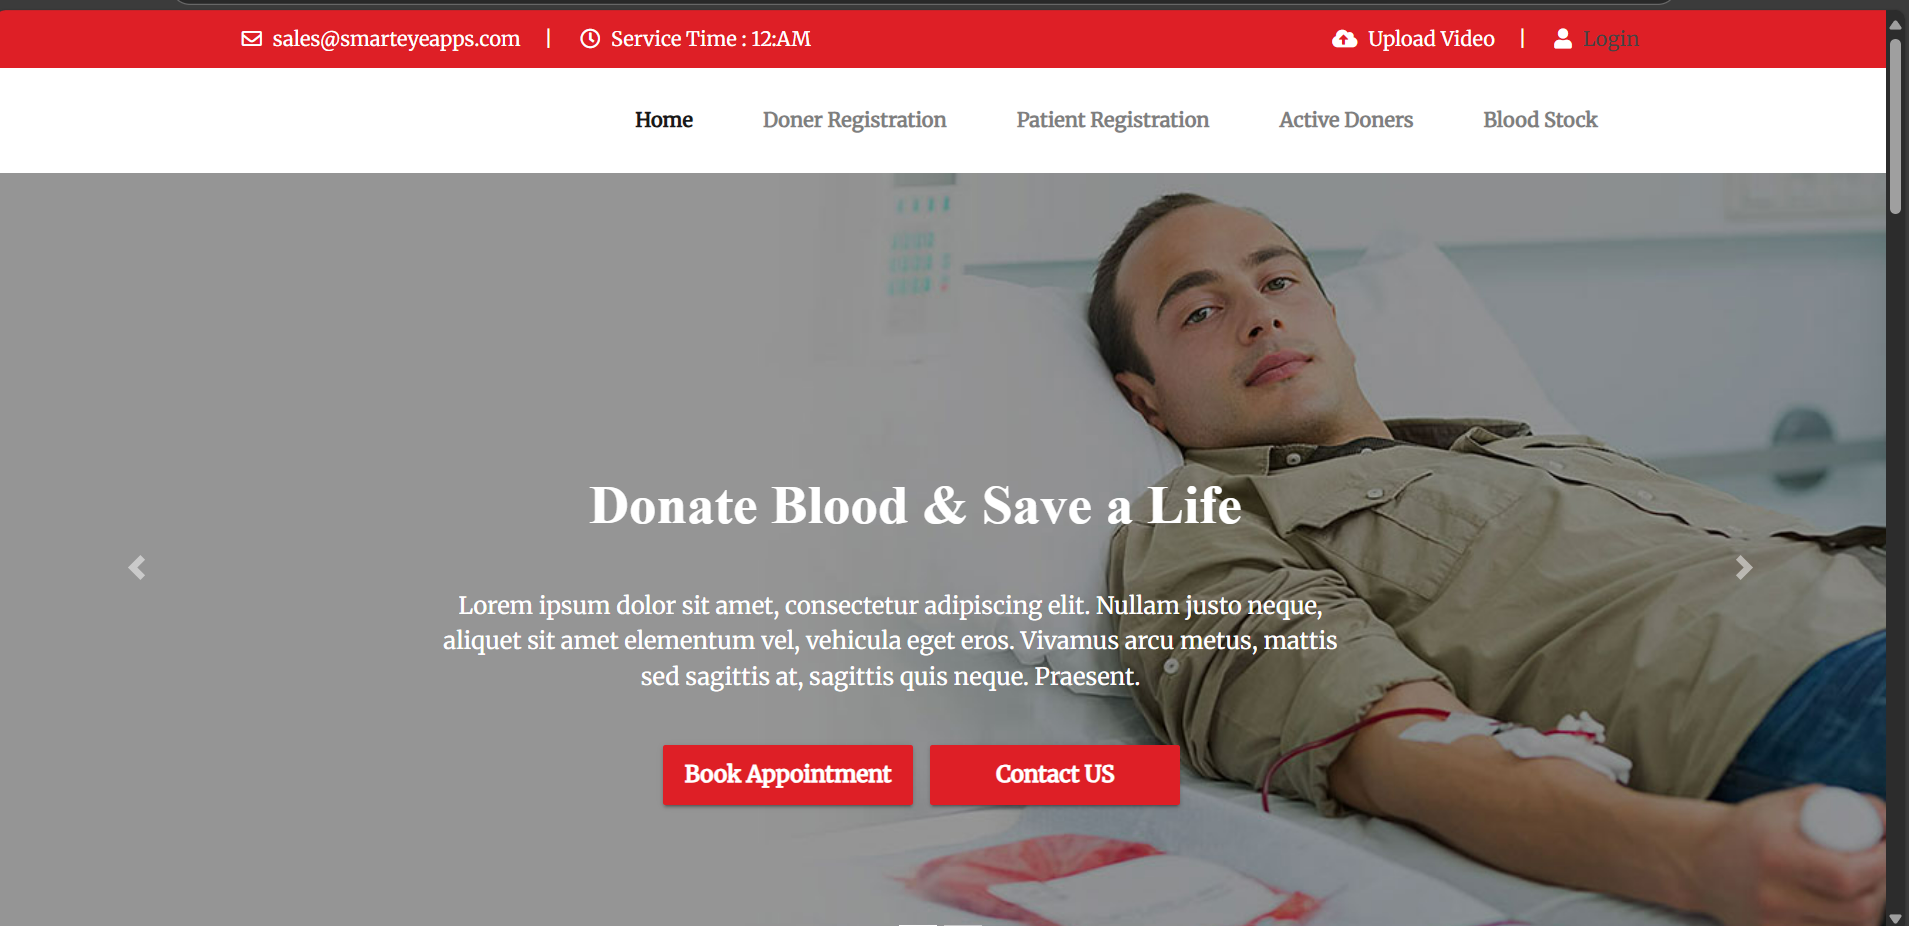 sales@smarteyeapps.com | Service Time : 12:AM Upload Video | Login
Home Doner Registration Patient Registration Active Doners Blood Stock
Donate Blood & Save a Life
Lorem ipsum dolor sit amet, consectetur adipiscing elit. Nullam justo neque,
aliquet sit amet elementum vel, vehicula eget eros. Vivamus arcu metus, mattis
sed sagittis at, sagittis quis neque. Praesent.
Book Appointment Contact US